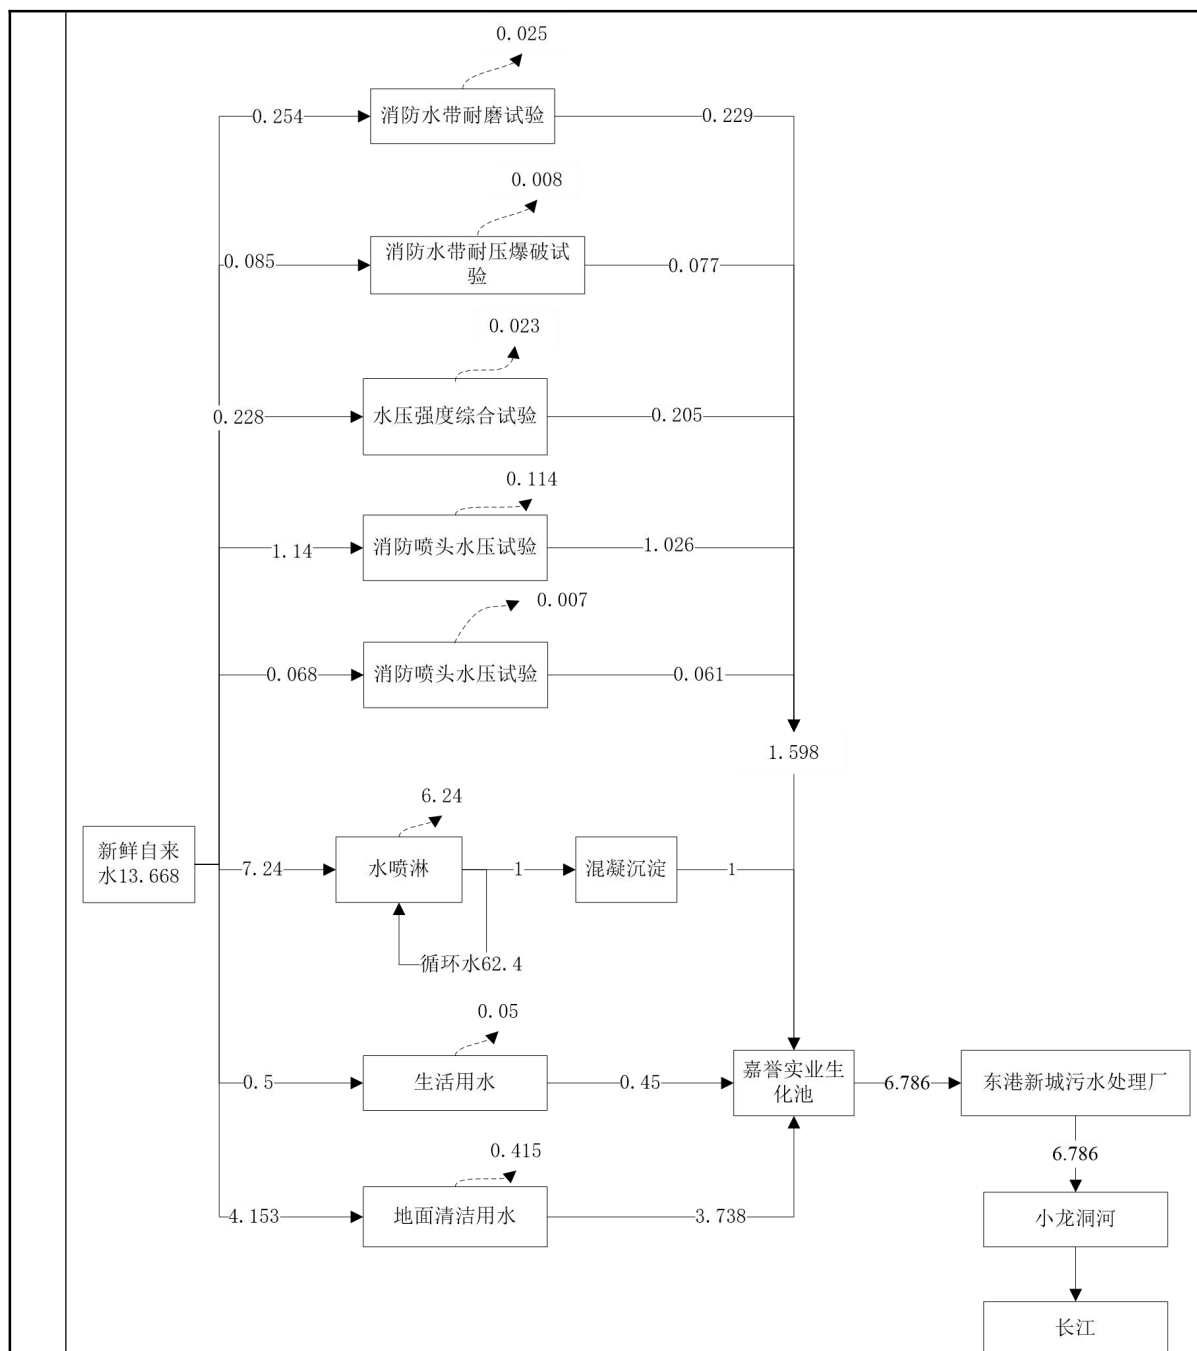 0.025
0.254
消防水带耐磨试验
0.229
0.008
0.085
消防水带耐压爆破试
验
0.077
0.023
0.228
水压强度综合试验
0.205
0.114
1.14
消防喷头水压试验
1.026
0.007
0.068
消防喷头水压试验
0.061
1.598
6.24
新鲜自来
水13.668
7.24
水喷淋
1
混凝沉淀
1
循环水62.4
0.05
0.5
生活用水
0.45
嘉誉实业生
化池
6.786
东港新城污水处理厂
0.415
6.786
4.153
地面清洁用水
3.738
小龙洞河
长江